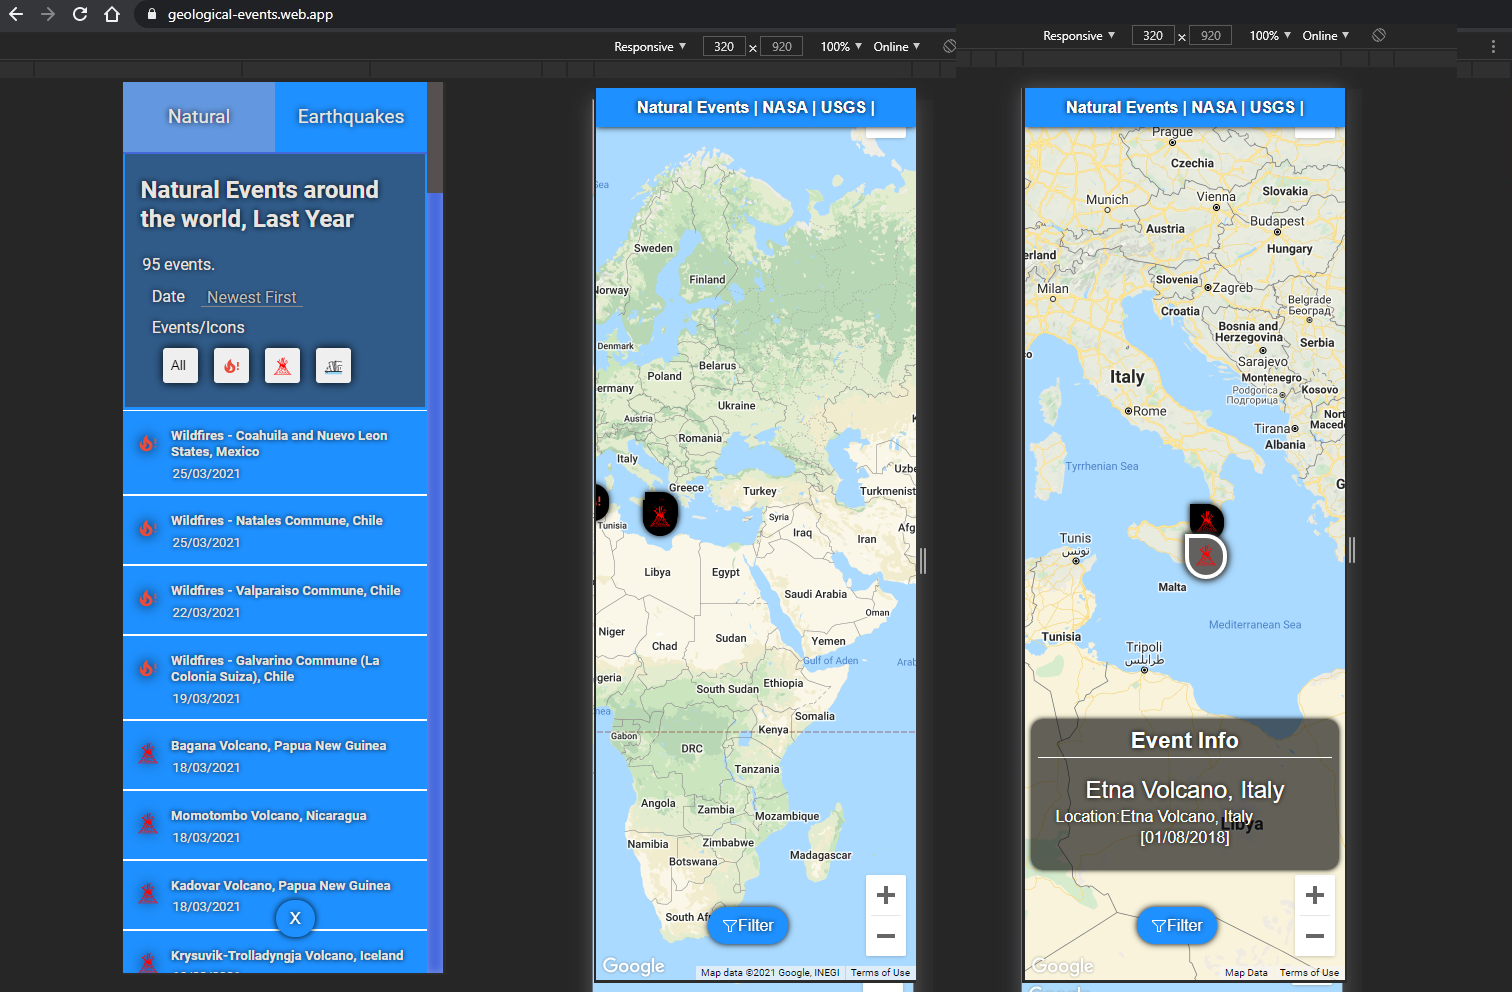 geological-events.web.app
Responsive ▼ 320 × 920 100% ▼ Online ▼
Responsive ▼ 320 × 920 100% ▼ Online ▼
Natural
Earthquakes
Natural Events around
the world, Last Year
95 events.
Date Newest First
Events/Icons
All
Wildfires - Coahuila and Nuevo Leon
States, Mexico
25/03/2021
Wildfires - Natales Commune, Chile
25/03/2021
Wildfires - Valparaiso Commune, Chile
22/03/2021
Wildfires - Galvarino Commune (La
Colonia Suiza), Chile
19/03/2021
Bagana Volcano, Papua New Guinea
18/03/2021
Momotombo Volcano, Nicaragua
18/03/2021
Kadovar Volcano, Papua New Guinea
18/03/2021
X
Krysuvik-Trolladyngja Volcano, Iceland
Natural Events | NASA | USGS |
Sea
Sweden
Finland
Norway
Denmark
Belarus
Poland
ermany
Ukraine
Austria
Romania
Italy
Uzbe
Greece
Turkey
Turkmenist
Tunisia
Syria
Afg
Iraq
Iran
Libya
Egypt
Saudi Arabia
Oman
Niger
Chad
Sudan
Yemen
Gulf of Aden
Arab
geria
South Sudan
Ethiopia
nea
Somalia
Gabon
Kenya
DRC
Tanzania
Angola
Zambia
Mozambique
Namibia
Zimbabwe
Botswana
Madagascar
South Af
Filter
+
−
Google
Map data ©2021 Google, INEGI
Terms of Use
Natural Events | NASA | USGS |
Prague
Czechia
Slovakia
Munich
Vienna
Budapest
Austria
Hungary
erland
Slovenia
Milan
Zagreb
Croatia
Belgrade
Београд
Bosnia and
Herzegovina
Serbia
co
Sarajevo
Italy
Montenegro
Podgorica
Подгорица
Kosovo
Rome
Nort
Maced
Tirana
Albania
Tyrrhenian Sea
G
Tunis
تونس
Malta
Mediterranean Sea
Tunisia
Tripoli
طرابلس
Event Info
Etna Volcano, Italy
Location:Etna Volcano, Italy
Libya
[01/08/2018]
+
−
Filter
Google
Map Data
Terms of Use